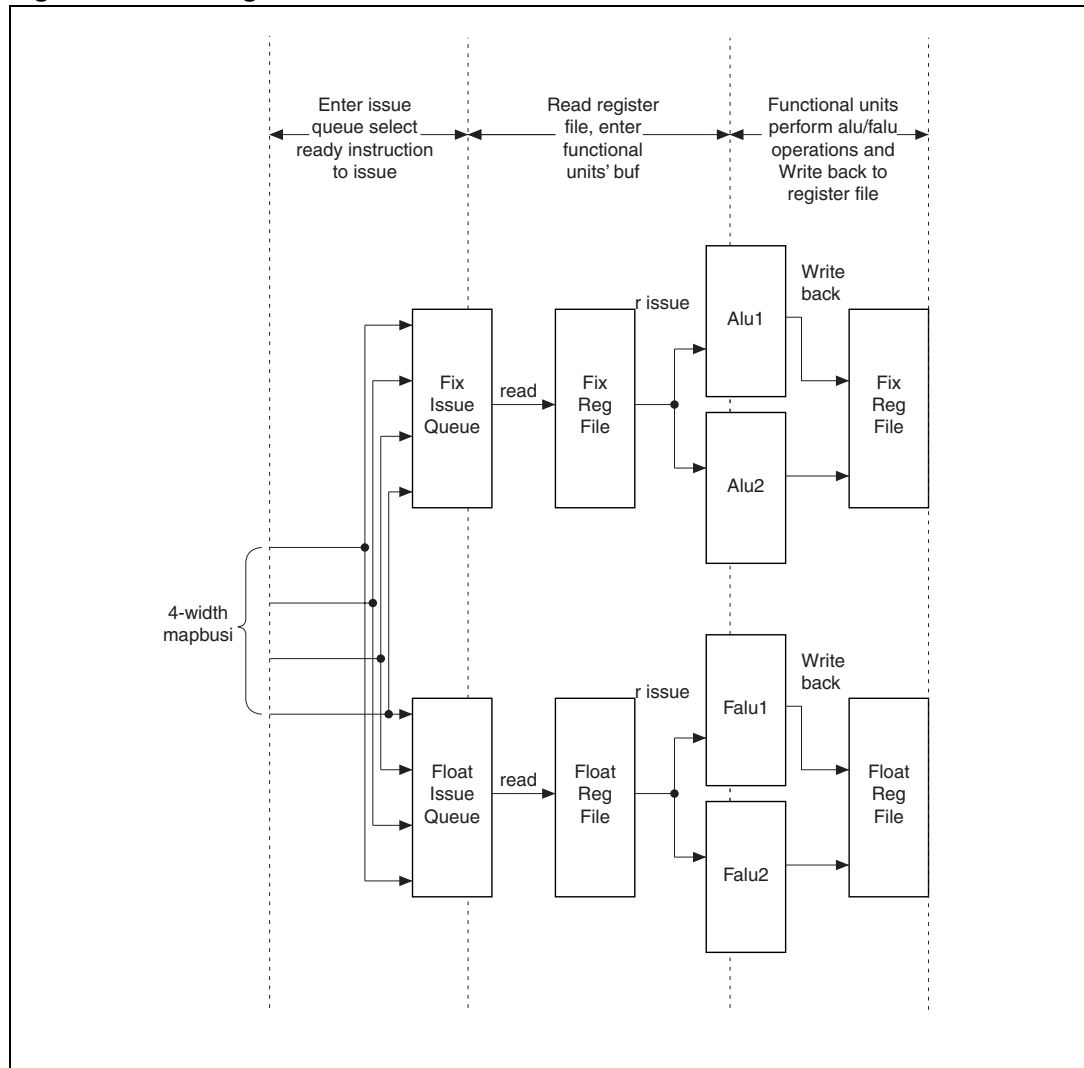 Enter issue
queue select
ready instruction
to issue
Read register
file, enter
functional
units' buf
Functional units
perform alu/falu
operations and
Write back to
register file
Write
back
r issue
Alu1
Fix
Issue
Queue
read
Fix
Reg
File
Fix
Reg
File
Alu2
4-width
mapbusi
Write
back
r issue
Falu1
Float
Issue
Queue
read
Float
Reg
File
Float
Reg
File
Falu2